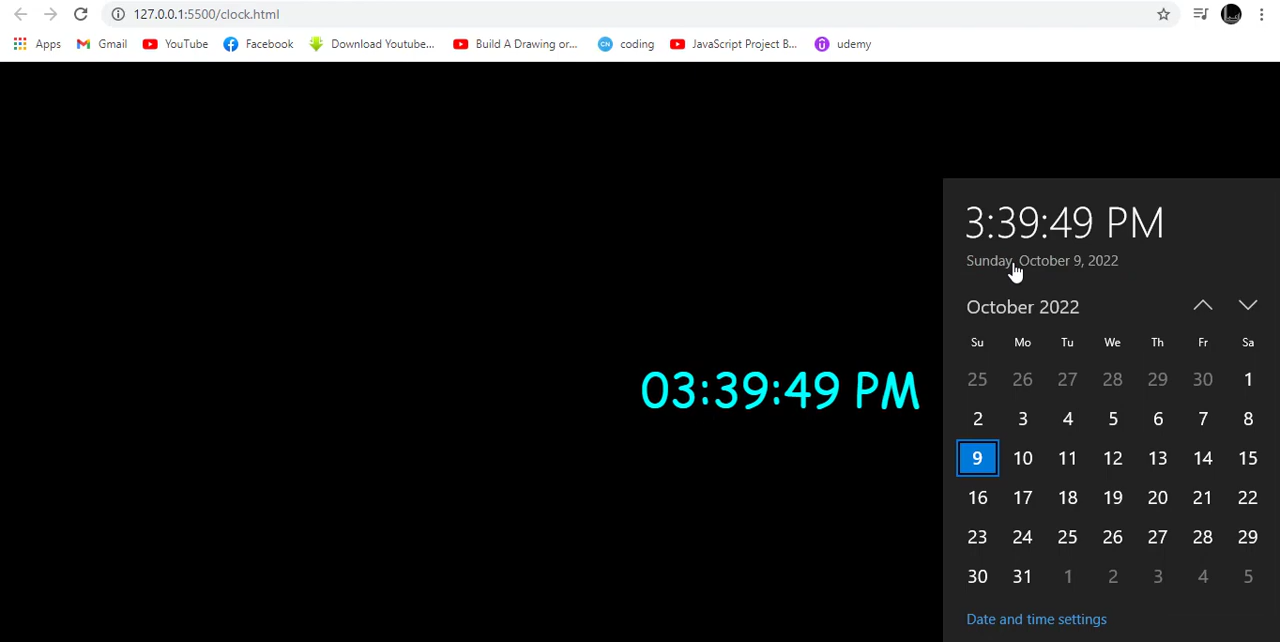 127.0.0.1:5500/clock.html
Apps Gmail YouTube Facebook Download Youtube... Build A Drawing or... CN coding JavaScript Project B... udemy
3:39:49 PM
Sunday, October 9, 2022
October 2022
Su Mo Tu We Th Fr Sa
25 26 27 28 29 30 1
03:39:49 PM
2 3 4 5 6 7 8
9 10 11 12 13 14 15
16 17 18 19 20 21 22
23 24 25 26 27 28 29
30 31 1 2 3 4 5
Date and time settings